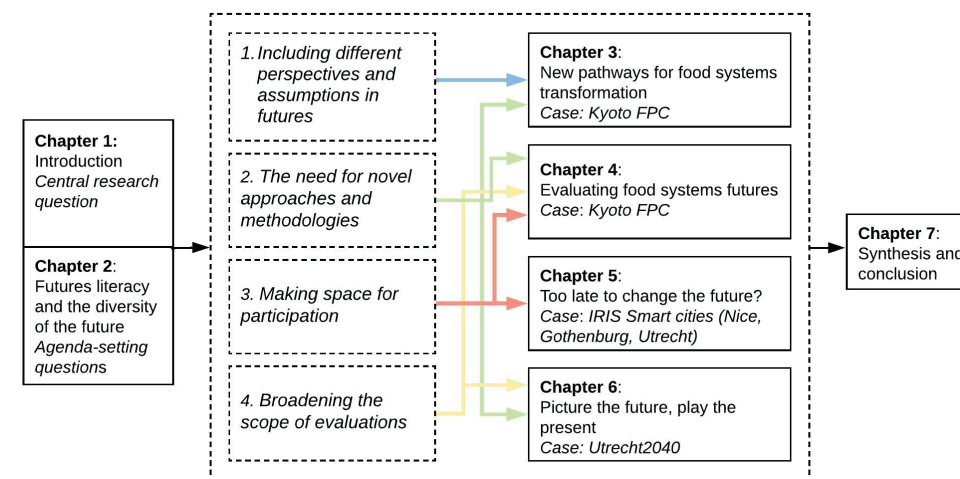 Chapter 1:
Introduction
Central research
question
Chapter 2:
Futures literacy
and the diversity
of the future
Agenda-setting
questions
1. Including different
perspectives and
assumptions in
futures
2. The need for novel
approaches and
methodologies
3. Making space for
participation
4. Broadening the
scope of evaluations
Chapter 3:
New pathways for food systems
transformation
Case: Kyoto FPC
Chapter 4:
Evaluating food systems futures
Case: Kyoto FPC
Chapter 5:
Too late to change the future?
Case: IRIS Smart cities (Nice,
Gothenburg, Utrecht)
Chapter 6:
Picture the future, play the
present
Case: Utrecht2040
Chapter 7:
Synthesis and
conclusion